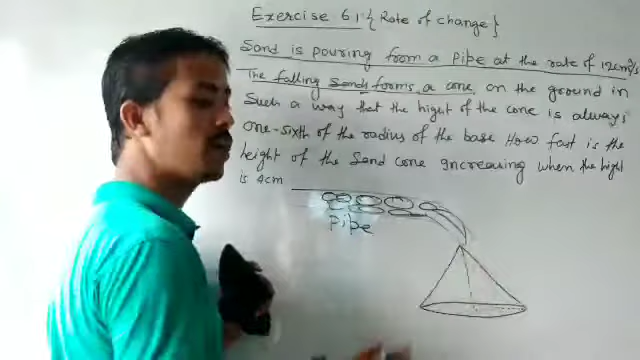 Exercise 6.1 {Rate of change}
Sand is pouring from a pipe at the rate of 12cm³/s
The falling sands forms a cone on the ground in
Such a way that the hight of the cone is always
one-sixth of the radius of the base How fast is the
height of the Sand cone increasing when the hight
is 4cm
Pipe